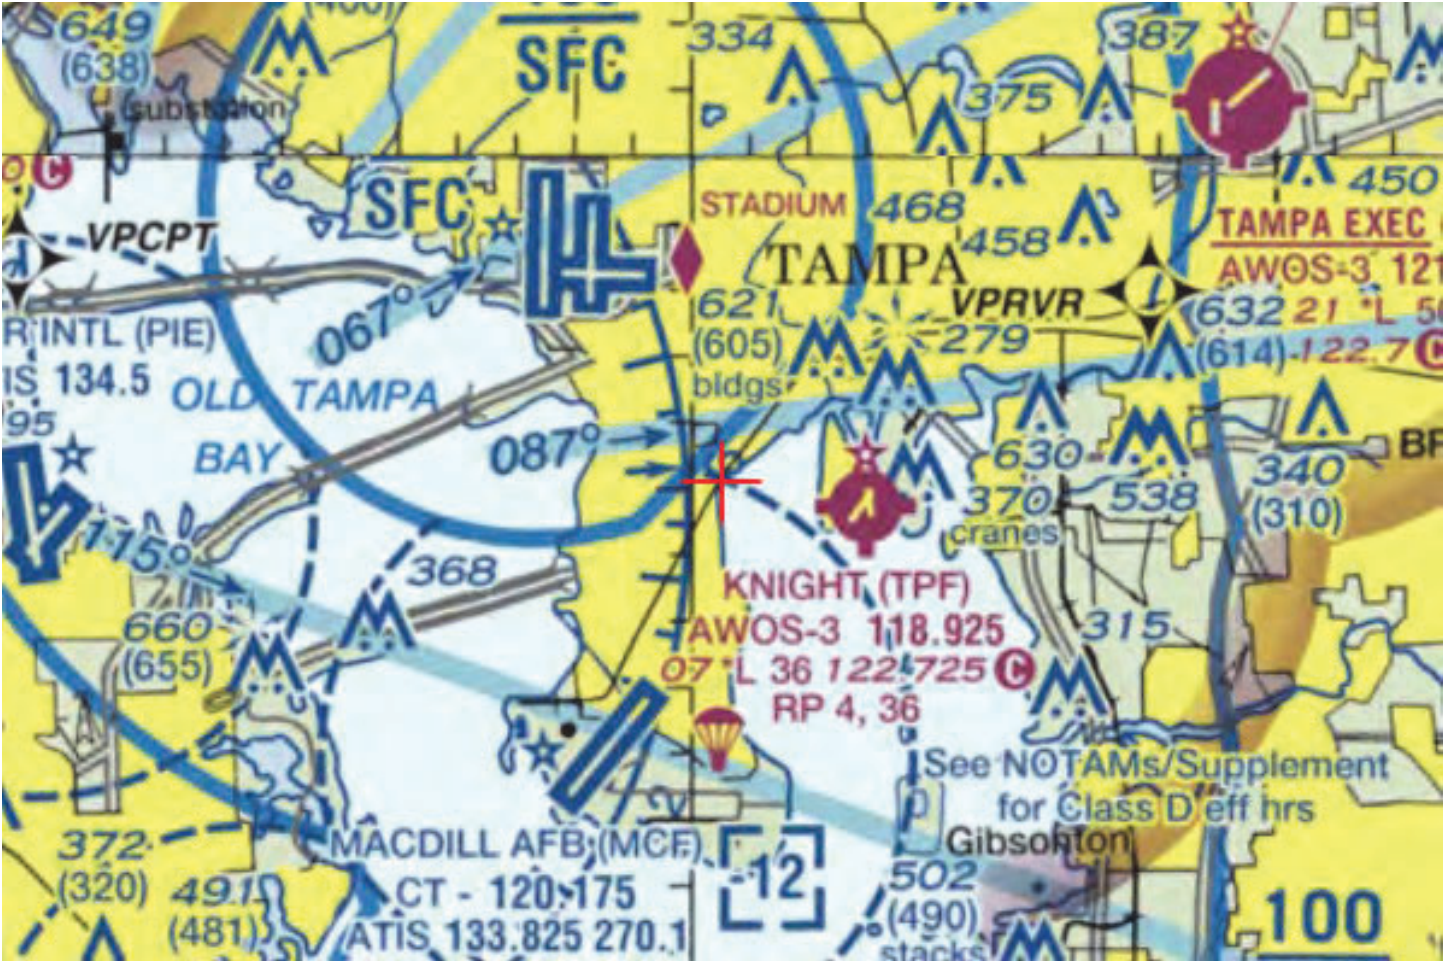 649
(638)
substation
SFC
334
387
375
C
SFC
STADIUM
468
450
VPCPT
TAMPA
458
TAMPA EXEC
AWOS-3 121
067°
621
(605)
bldgs
VPRVR
279
632
(614)
21 *L 50
122.7 C
R INTL (PIE)
IS 134.5
OLD TAMPA
BAY
95
087°
630
370
cranes
538
340
(310)
115°
368
KNIGHT (TPF)
AWOS-3 118.925
07 *L 36 122.725 C
RP 4, 36
315
660
(655)
See NOTAMs/Supplement
for Class D eff hrs
Gibsonton
MACDILL AFB (MCF)
CT - 120.175
ATIS 133.825 270.1
-12
372
(320)
491
(481)
502
(490)
stacks
100